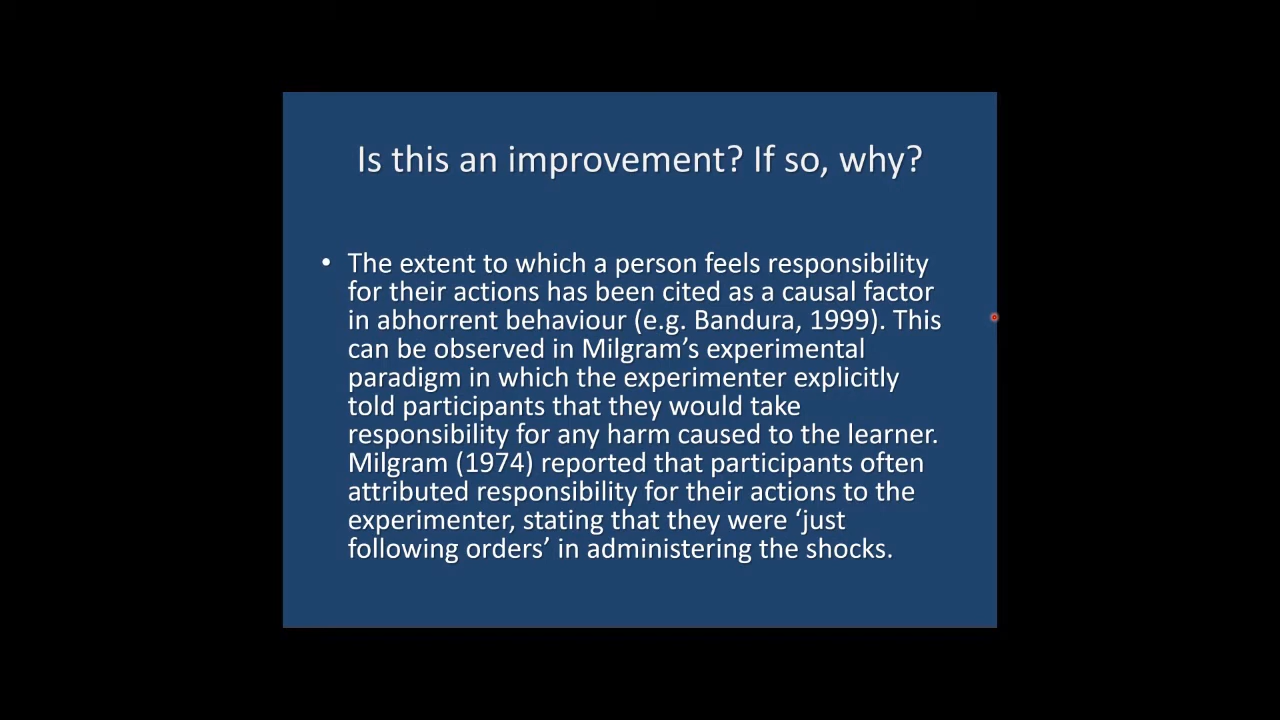 Is this an improvement? If so, why?
• The extent to which a person feels responsibility
for their actions has been cited as a causal factor
in abhorrent behaviour (e.g. Bandura, 1999). This
can be observed in Milgram’s experimental
paradigm in which the experimenter explicitly
told participants that they would take
responsibility for any harm caused to the learner.
Milgram (1974) reported that participants often
attributed responsibility for their actions to the
experimenter, stating that they were ‘just
following orders’ in administering the shocks.